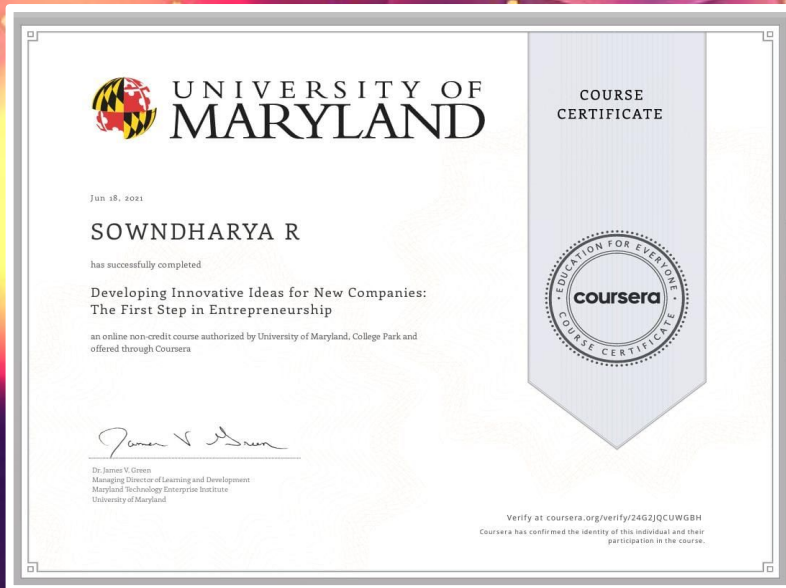 UNIVERSITY OF
MARYLAND
COURSE
CERTIFICATE
Jun 18, 2021
SOWNDHARYA R
has successfully completed
Developing Innovative Ideas for New Companies:
The First Step in Entrepreneurship
an online non-credit course authorized by University of Maryland, College Park and
offered through Coursera
EDUCATION FOR EVERYONE
coursera
COURSE CERTIFICATE
James V Green
Dr. James V. Green
Managing Director of Learning and Development
Maryland Technology Enterprise Institute
University of Maryland
Verify at coursera.org/verify/24G2JQCUWGBH
Coursera has confirmed the identity of this individual and their
participation in the course.